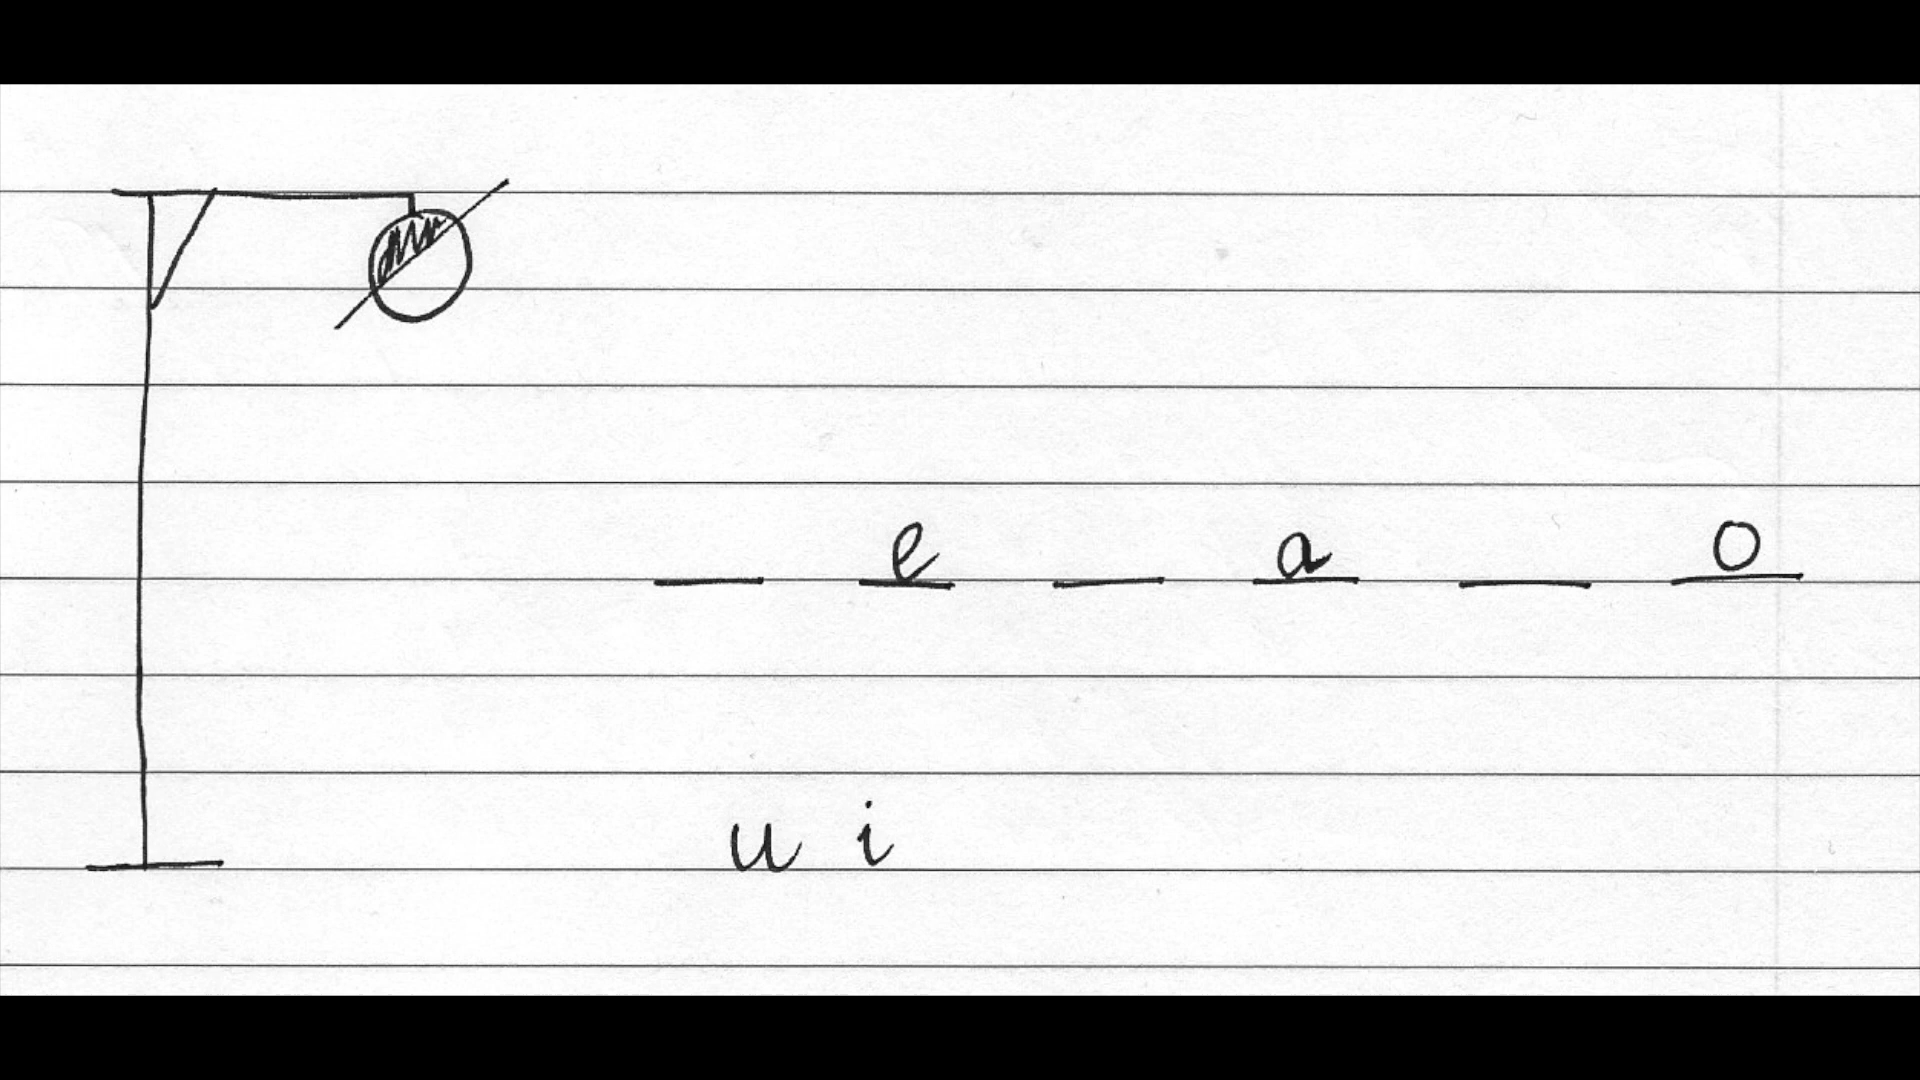 _ e _ a _ o
u i